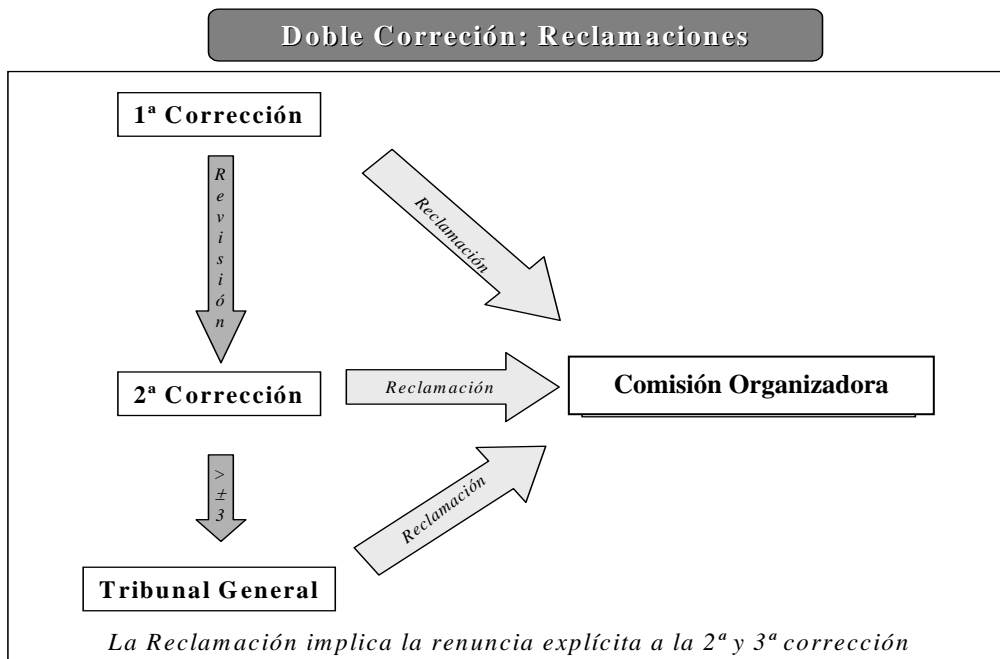 Doble Correción: Reclamaciones
1ª Corrección
Revisión
Reclamación
2ª Corrección
Reclamación
Comisión Organizadora
> ± 3
Reclamación
Tribunal General
La Reclamación implica la renuncia explícita a la 2ª y 3ª corrección